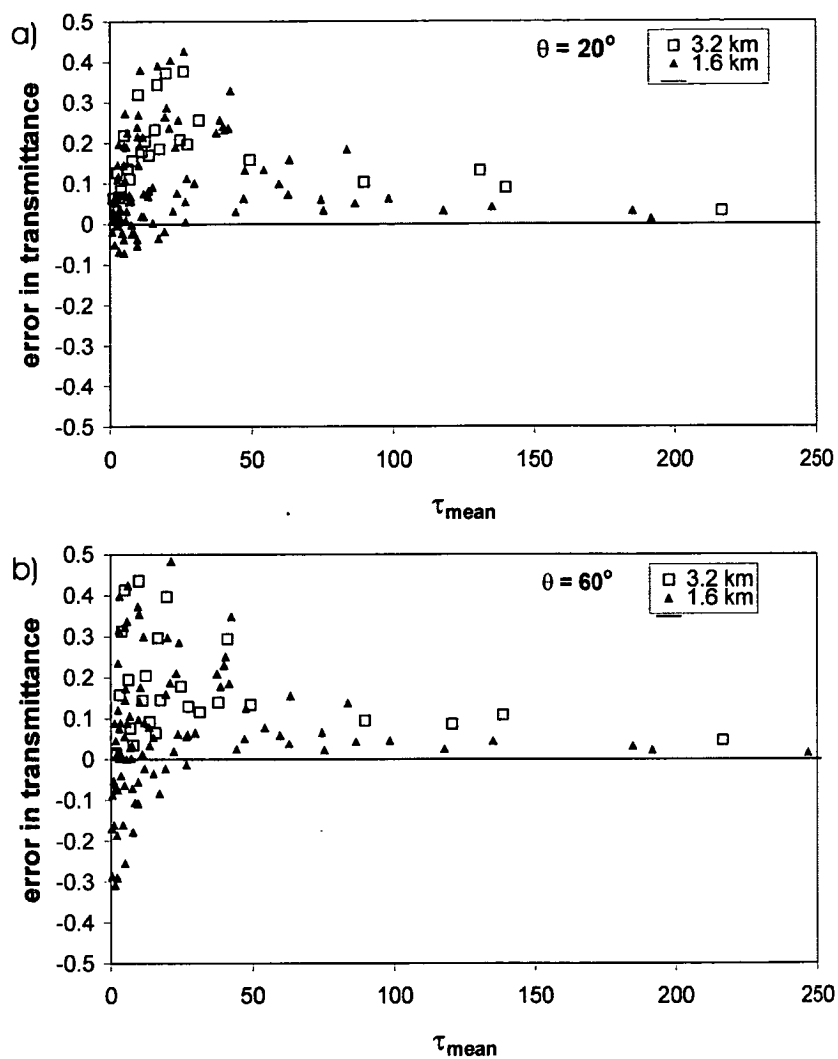 a)
error in transmittance
0.5
0.4
0.3
0.2
0.1
0
-0.1
-0.2
-0.3
-0.4
-0.5
θ = 20°
3.2 km
1.6 km
0 50 100 150 200 250
τmean
b)
error in transmittance
0.5
0.4
0.3
0.2
0.1
0
-0.1
-0.2
-0.3
-0.4
-0.5
θ = 60°
3.2 km
1.6 km
0 50 100 150 200 250
τmean